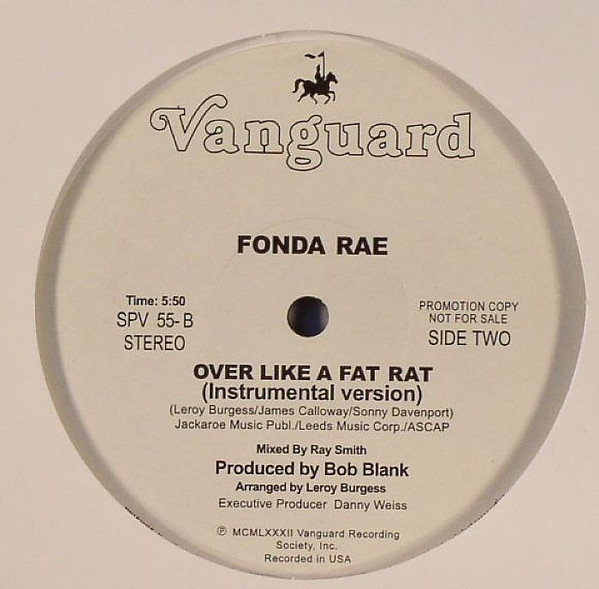 Vanguard
FONDA RAE
Time: 5:50
SPV 55-B
STEREO
PROMOTION COPY
NOT FOR SALE
SIDE TWO
OVER LIKE A FAT RAT
(Instrumental version)
(Leroy Burgess/James Calloway/Sonny Davenport)
Jackaroe Music Publ./Leeds Music Corp./ASCAP
Mixed By Ray Smith
Produced by Bob Blank
Arranged by Leroy Burgess
Executive Producer Danny Weiss
℗ MCMLXXXII Vanguard Recording
Society, Inc.
Recorded in USA